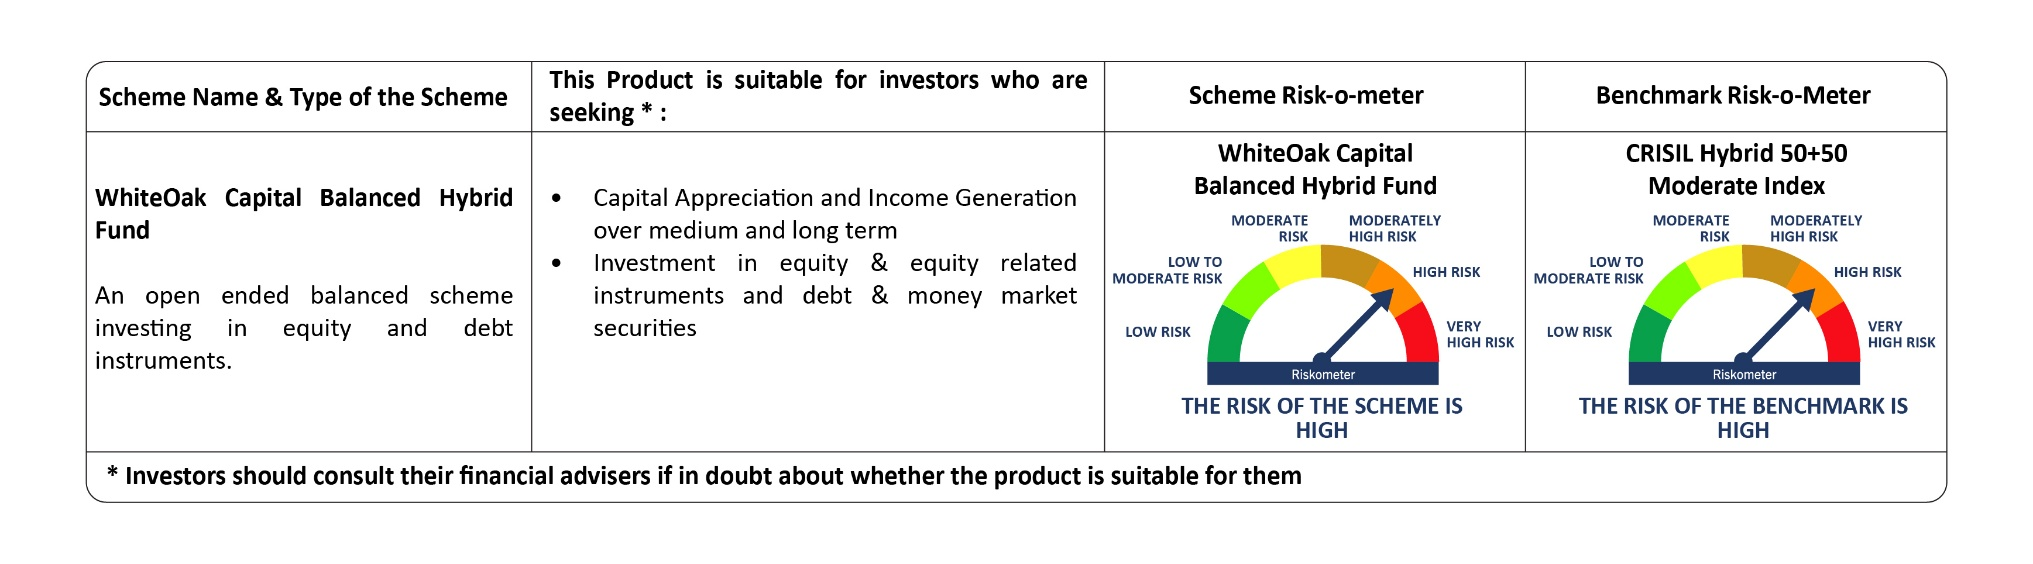 Scheme Name & Type of the Scheme
This Product is suitable for investors who are
seeking * :
Scheme Risk-o-meter
Benchmark Risk-o-Meter
WhiteOak Capital Balanced Hybrid
Fund
An open ended balanced scheme
investing in equity and debt
instruments.
• Capital Appreciation and Income Generation
over medium and long term
• Investment in equity & equity related
instruments and debt & money market
securities
WhiteOak Capital
Balanced Hybrid Fund
LOW RISK
LOW TO
MODERATE RISK
MODERATE
RISK
MODERATELY
HIGH RISK
HIGH RISK
VERY
HIGH RISK
Riskometer
THE RISK OF THE SCHEME IS
HIGH
CRISIL Hybrid 50+50
Moderate Index
LOW RISK
LOW TO
MODERATE RISK
MODERATE
RISK
MODERATELY
HIGH RISK
HIGH RISK
VERY
HIGH RISK
Riskometer
THE RISK OF THE BENCHMARK IS
HIGH
* Investors should consult their financial advisers if in doubt about whether the product is suitable for them